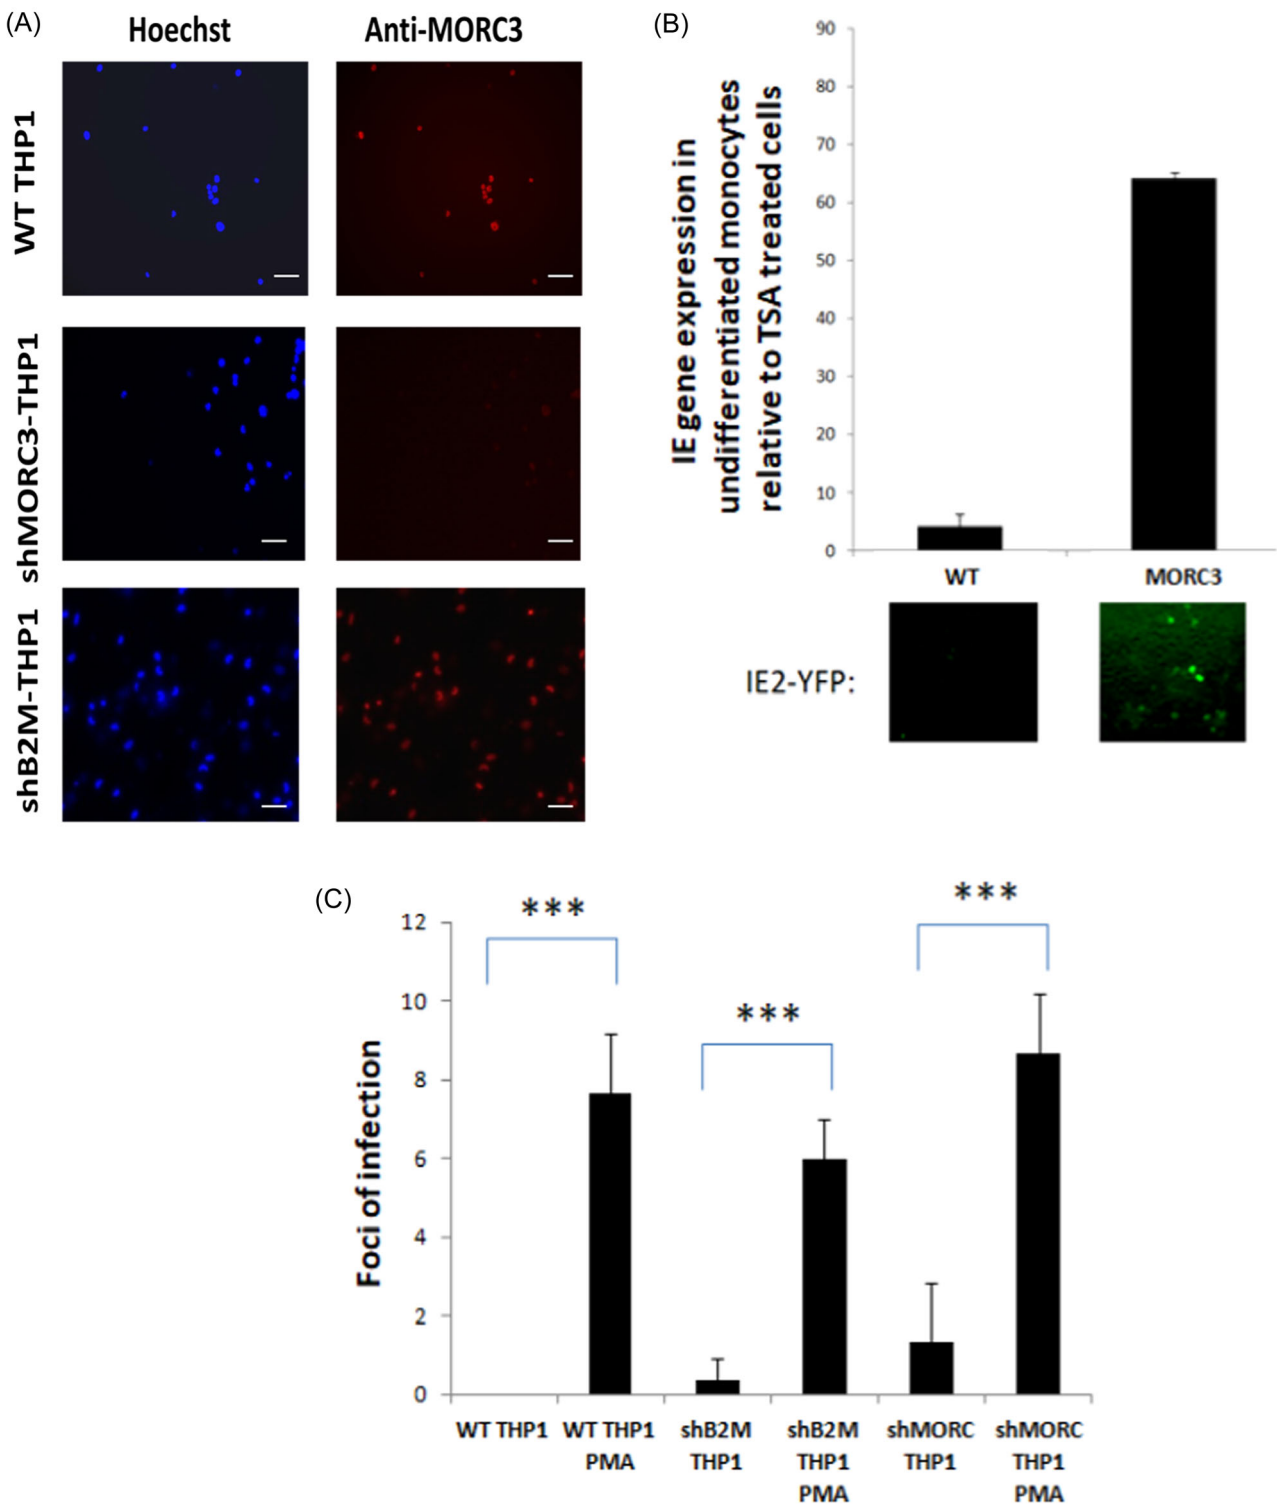 (A)
Hoechst
Anti-MORC3
WT THP1
shMORC3-THP1
shB2M-THP1
(B)
IE gene expression in
undifferentiated monocytes
relative to TSA treated cells
90
80
70
60
50
40
30
20
10
0
WT
MORC3
IE2-YFP:
(C)
Foci of infection
12
10
8
6
4
2
0
***
***
***
WT THP1
WT THP1
PMA
shB2M
THP1
shB2M
THP1
PMA
shMORC
THP1
shMORC
THP1
PMA